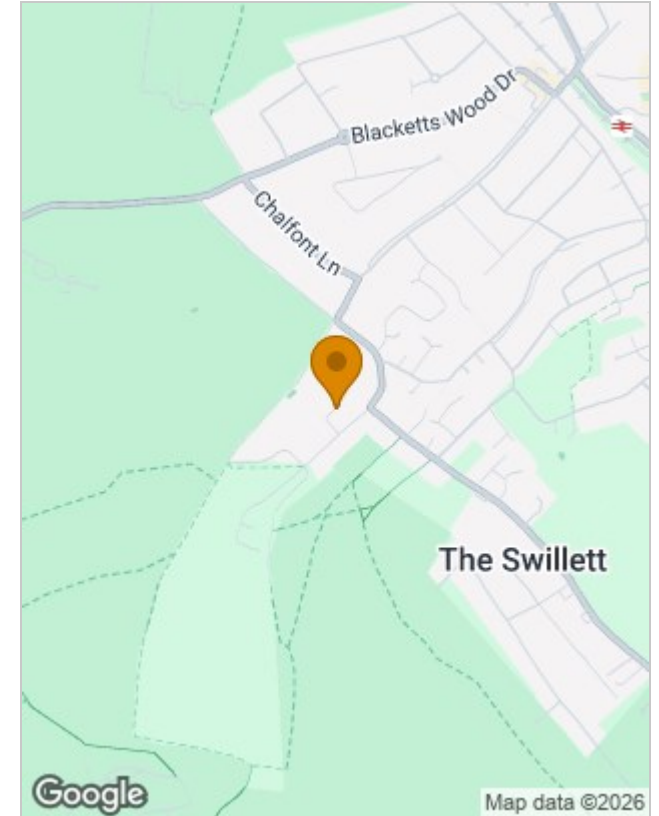 Blacketts Wood Dr
Chalfont Ln
The Swillett
Google
Map data ©2026